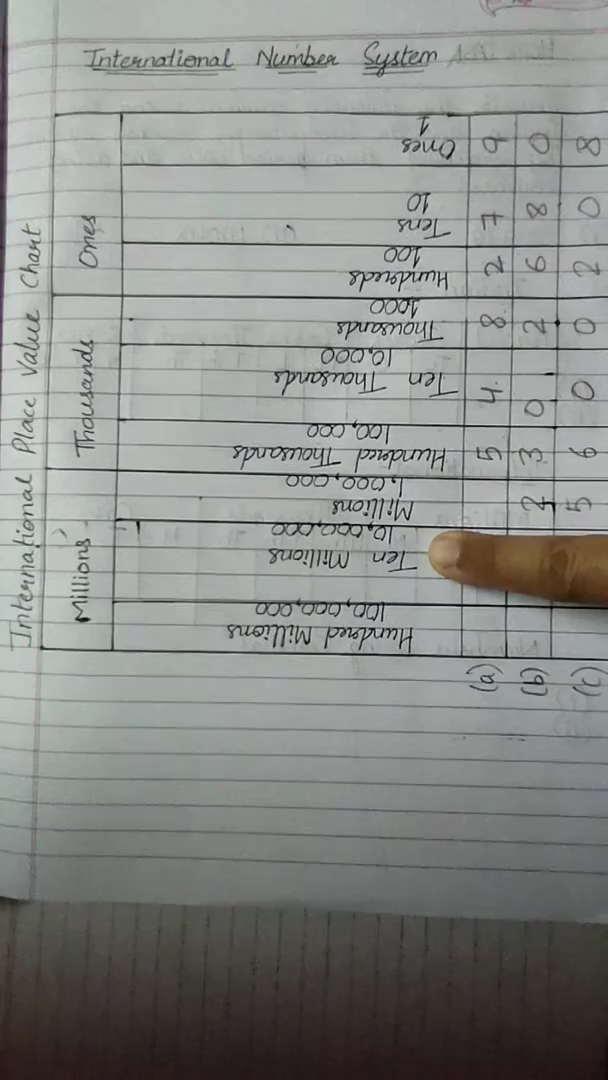 International Number System
International Place Value Chart
Millions
Thousands
Ones
Hundred Millions
100,000,000
Ten Millions
10,000,000
Millions
1,000,000
Hundred Thousands
100,000
Ten Thousands
10,000
Thousands
1000
Hundreds
100
Tens
10
Ones
1
(a) 5 4 8 2 7
(b) 2 3 0 2 6 8 0
(c) 5 6 0 0 2 0 8